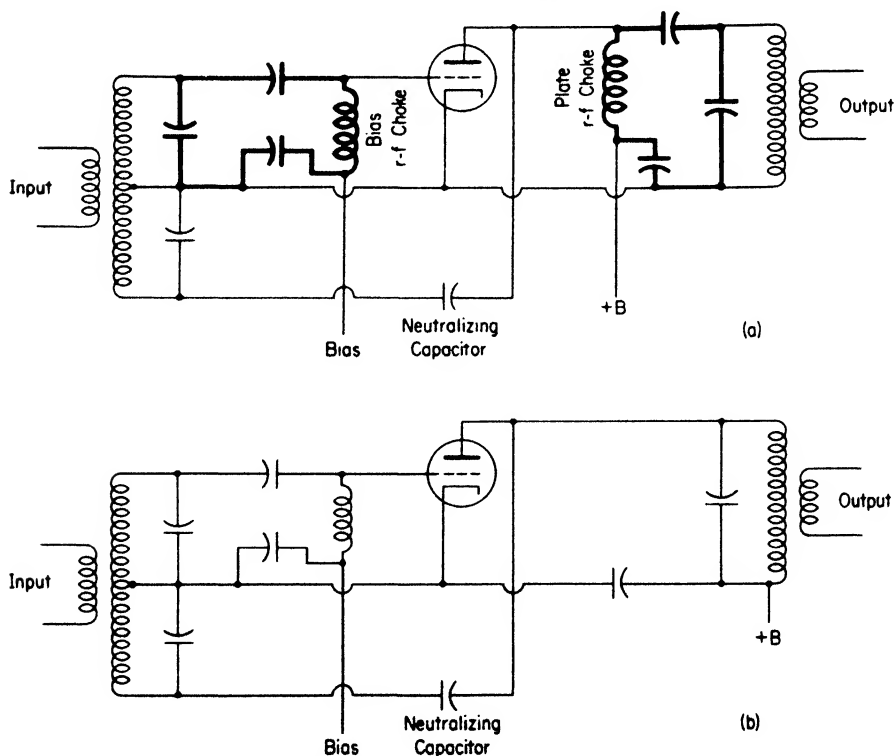 Input
Bias
r-f Choke
Plate
r-f Choke
Output
Neutralizing
Capacitor
Bias
+B
(a)
Input
Output
+B
Neutralizing
Capacitor
Bias
(b)